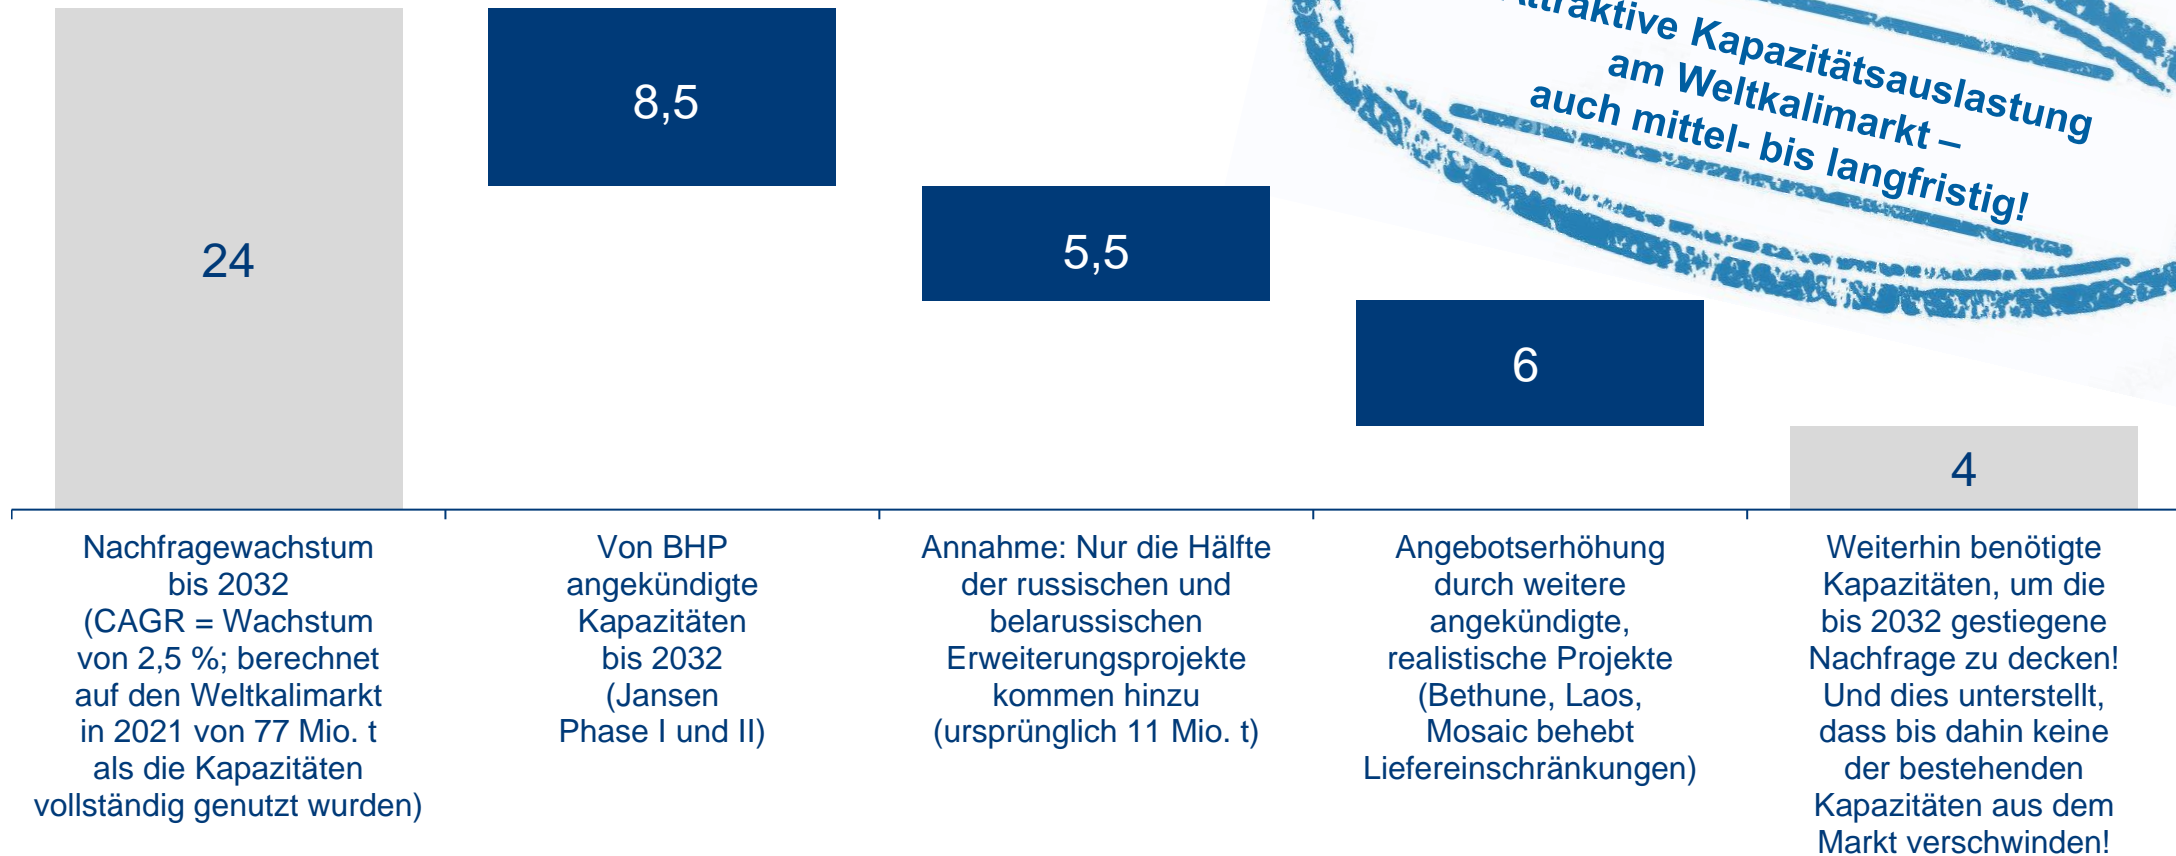 Attraktive Kapazitätsauslastung
am Weltkalimarkt –
auch mittel- bis langfristig!
24
8,5
5,5
6
4
Nachfragewachstum
bis 2032
(CAGR = Wachstum
von 2,5 %; berechnet
auf den Weltkalimarkt
in 2021 von 77 Mio. t
als die Kapazitäten
vollständig genutzt wurden)
Von BHP
angekündigte
Kapazitäten
bis 2032
(Jansen
Phase I und II)
Annahme: Nur die Hälfte
der russischen und
belarussischen
Erweiterungsprojekte
kommen hinzu
(ursprünglich 11 Mio. t)
Angebotserhöhung
durch weitere
angekündigte,
realistische Projekte
(Bethune, Laos,
Mosaic behebt
Liefereinschränkungen)
Weiterhin benötigte
Kapazitäten, um die
bis 2032 gestiegene
Nachfrage zu decken!
Und dies unterstellt,
dass bis dahin keine
der bestehenden
Kapazitäten aus dem
Markt verschwinden!